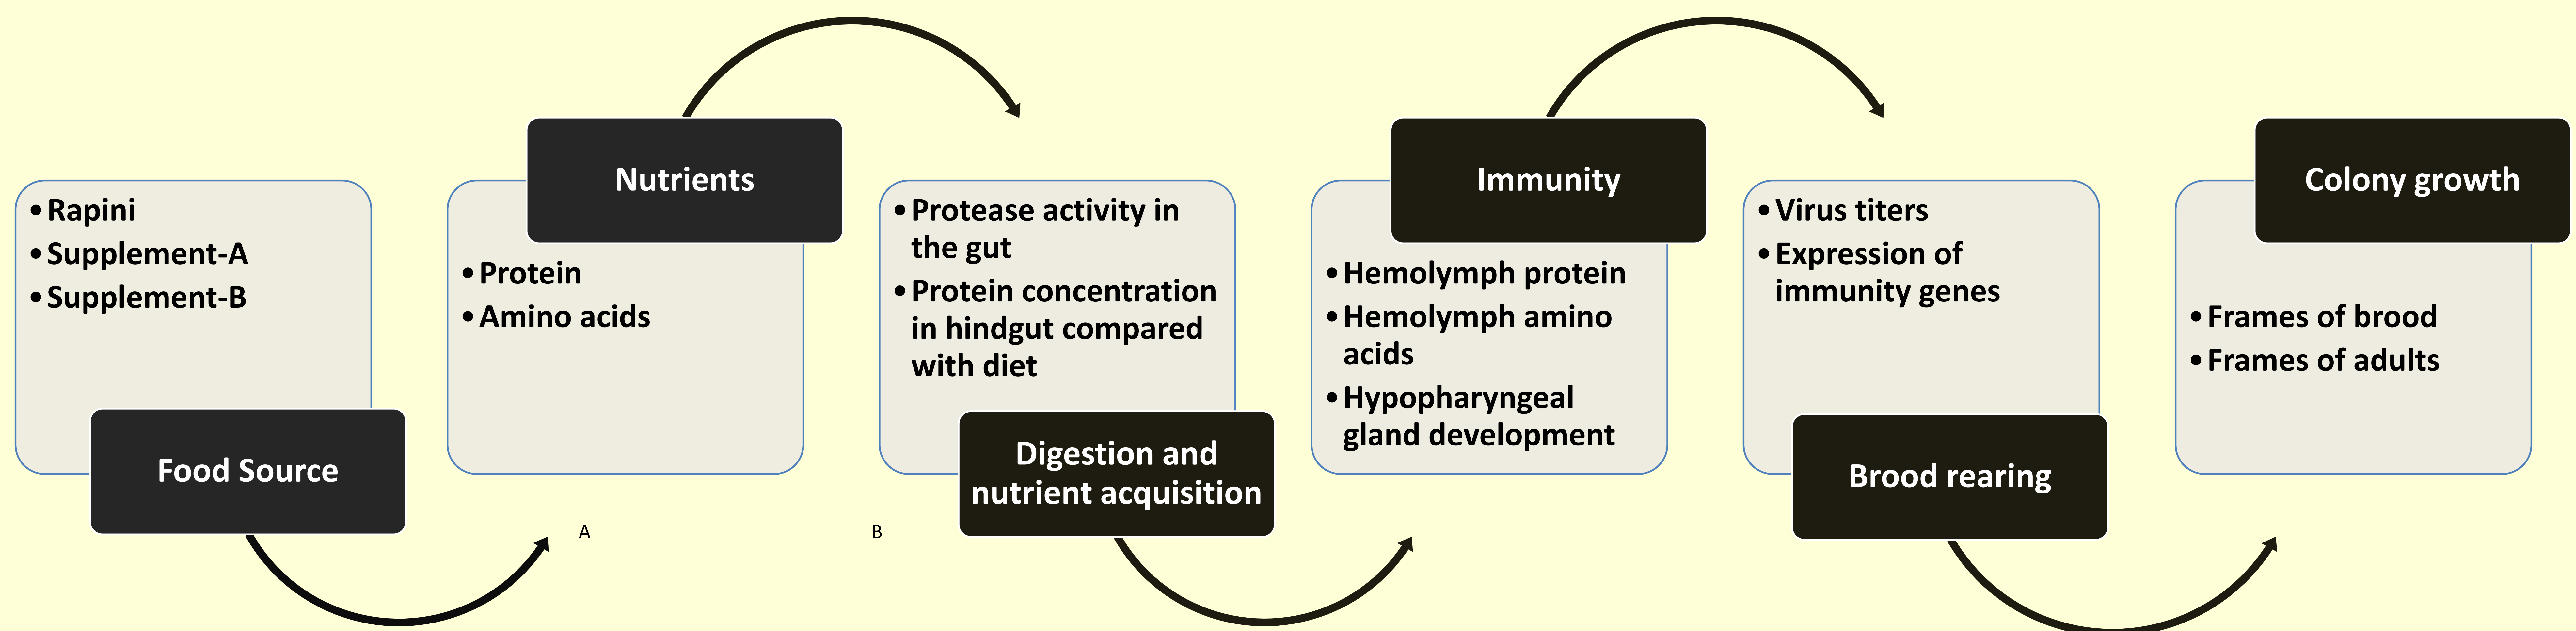 • Rapini
• Supplement-A
• Supplement-B
Food Source
Nutrients
• Protein
• Amino acids
A
• Protease activity in
the gut
• Protein concentration
in hindgut compared
with diet
Digestion and
nutrient acquisition
B
Immunity
• Hemolymph protein
• Hemolymph amino
acids
• Hypopharyngeal
gland development
• Virus titers
• Expression of
immunity genes
Brood rearing
Colony growth
• Frames of brood
• Frames of adults